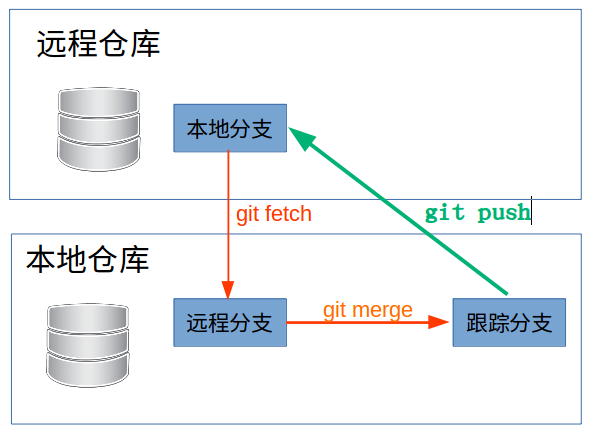 远程仓库
本地分支
git fetch
git push
本地仓库
远程分支
git merge
跟踪分支